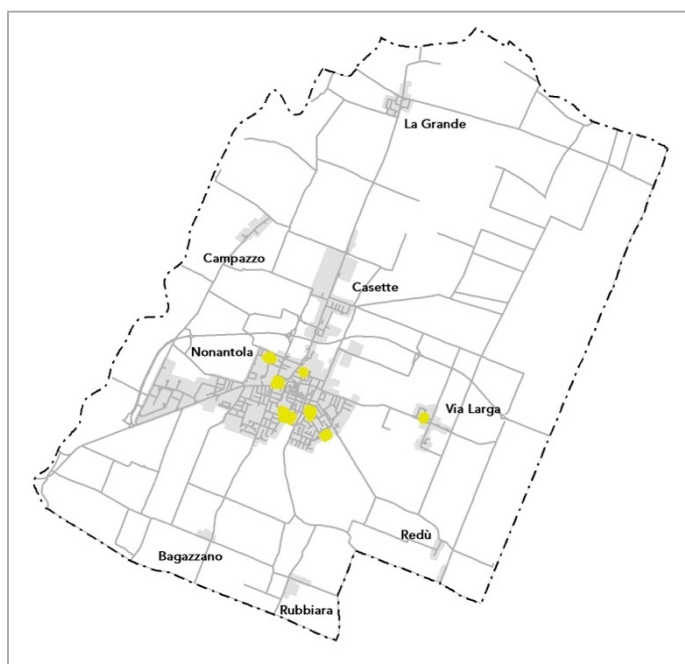 La Grande
Campazzo
Casette
Nonantola
Via Larga
Redù
Bagazzano
Rubbiara